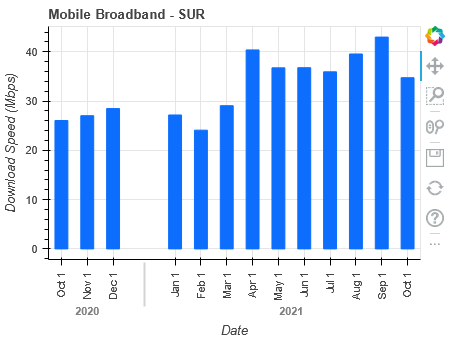 Mobile Broadband - SUR
Download Speed (Mbps)
40
30
20
10
0
Oct 1
Nov 1
Dec 1
Jan 1
Feb 1
Mar 1
Apr 1
May 1
Jun 1
Jul 1
Aug 1
Sep 1
Oct 1
2020
2021
Date